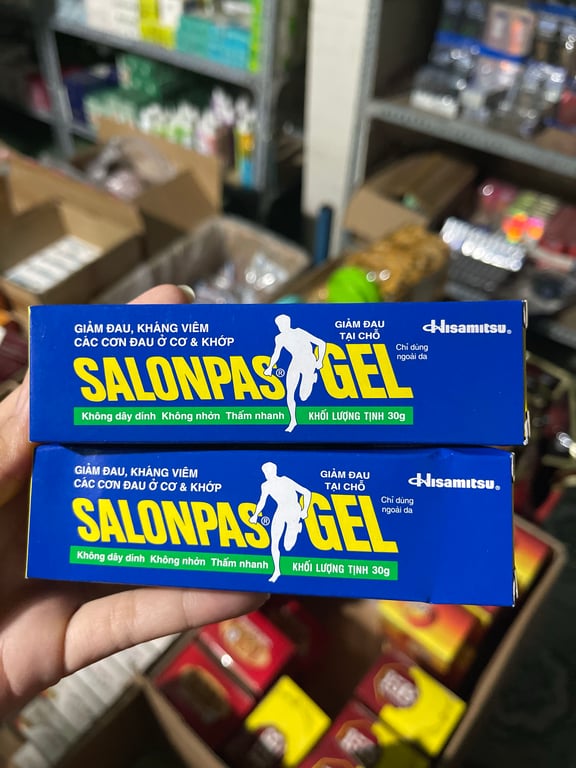 GIẢM ĐAU, KHÁNG VIÊM
CÁC CƠN ĐAU Ở CƠ & KHỚP
GIẢM ĐAU
TẠI CHỖ
Hisamitsu®
Chỉ dùng
ngoài da
SALONPAS® GEL
Không dây dính Không nhờn Thấm nhanh
KHỐI LƯỢNG TỊNH 30g
GIẢM ĐAU, KHÁNG VIÊM
CÁC CƠN ĐAU Ở CƠ & KHỚP
GIẢM ĐAU
TẠI CHỖ
Hisamitsu®
Chỉ dùng
ngoài da
SALONPAS® GEL
Không dây dính Không nhờn Thấm nhanh
KHỐI LƯỢNG TỊNH 30g